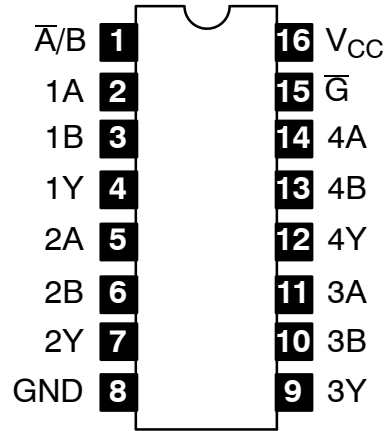 A̅/B 1 16 VCC
1A 2 15 G̅
1B 3 14 4A
1Y 4 13 4B
2A 5 12 4Y
2B 6 11 3A
2Y 7 10 3B
GND 8 9 3Y